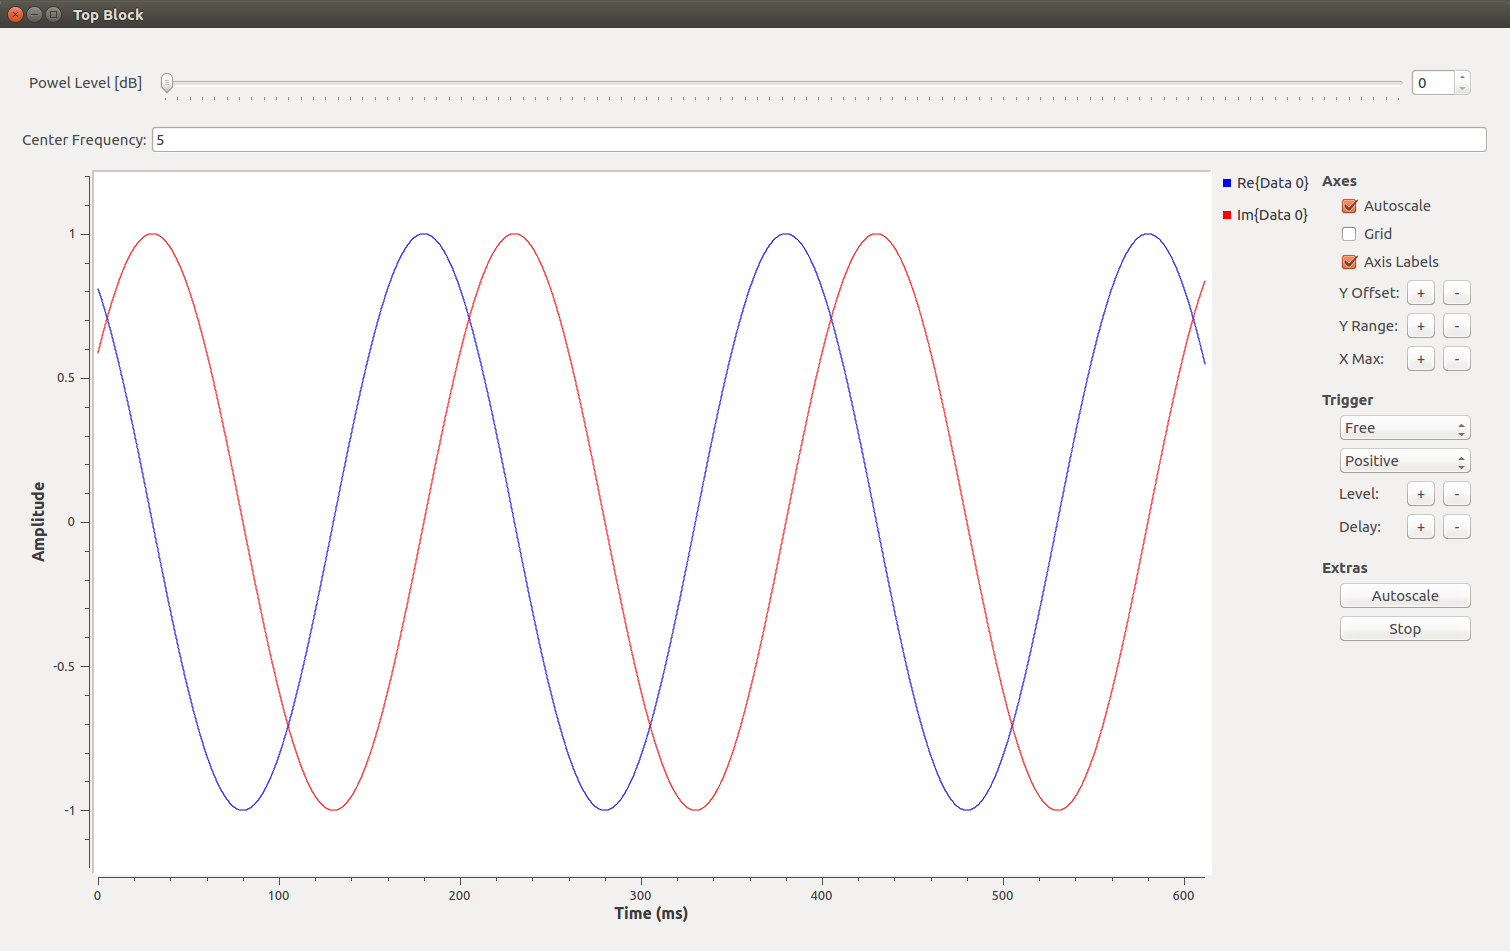 Top Block
Powel Level [dB]
0
Center Frequency:
5
Re{Data 0}
Im{Data 0}
1
0.5
0
-0.5
-1
Amplitude
0 100 200 300 400 500 600
Time (ms)
Axes
Autoscale
Grid
Axis Labels
Y Offset: + -
Y Range: + -
X Max: + -
Trigger
Free
Positive
Level: + -
Delay: + -
Extras
Autoscale
Stop